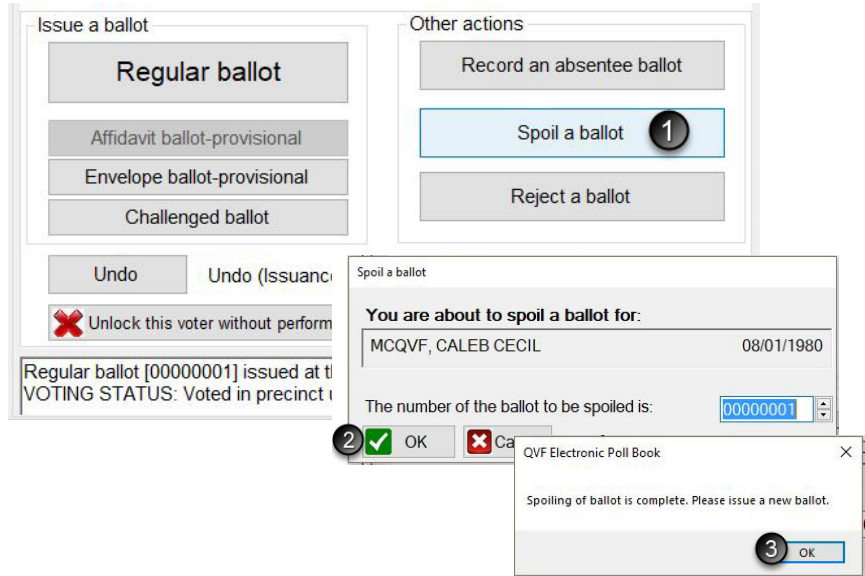 Issue a ballot
Regular ballot
Affidavit ballot-provisional
Envelope ballot-provisional
Challenged ballot
Other actions
Record an absentee ballot
Spoil a ballot 1
Reject a ballot
Undo Undo (Issuanc
Unlock this voter without perform
Regular ballot [00000001] issued at t
VOTING STATUS: Voted in precinct
Spoil a ballot
You are about to spoil a ballot for:
MCQVF, CALEB CECIL 08/01/1980
The number of the ballot to be spoiled is: 00000001
2 OK Ca
QVF Electronic Poll Book
Spoiling of ballot is complete. Please issue a new ballot.
3 OK